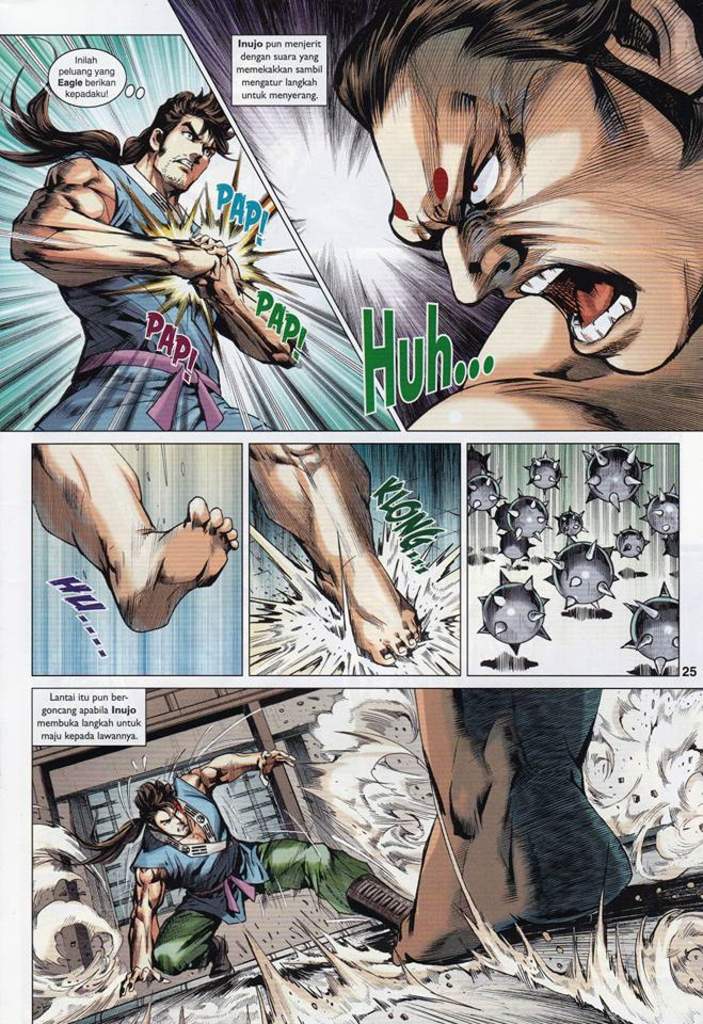 Inilah
peluang yang
Eagle berikan
kepadaku!
Inujo pun menjerit
dengan suara yang
memekakkan sambil
mengatur langkah
untuk menyerang.
PAP!
PAP!
PAP!
Huh...
HU....
KLONG....
25
Lantai itu pun ber-
goncang apabila Inujo
membuka langkah untuk
maju kepada lawannya.